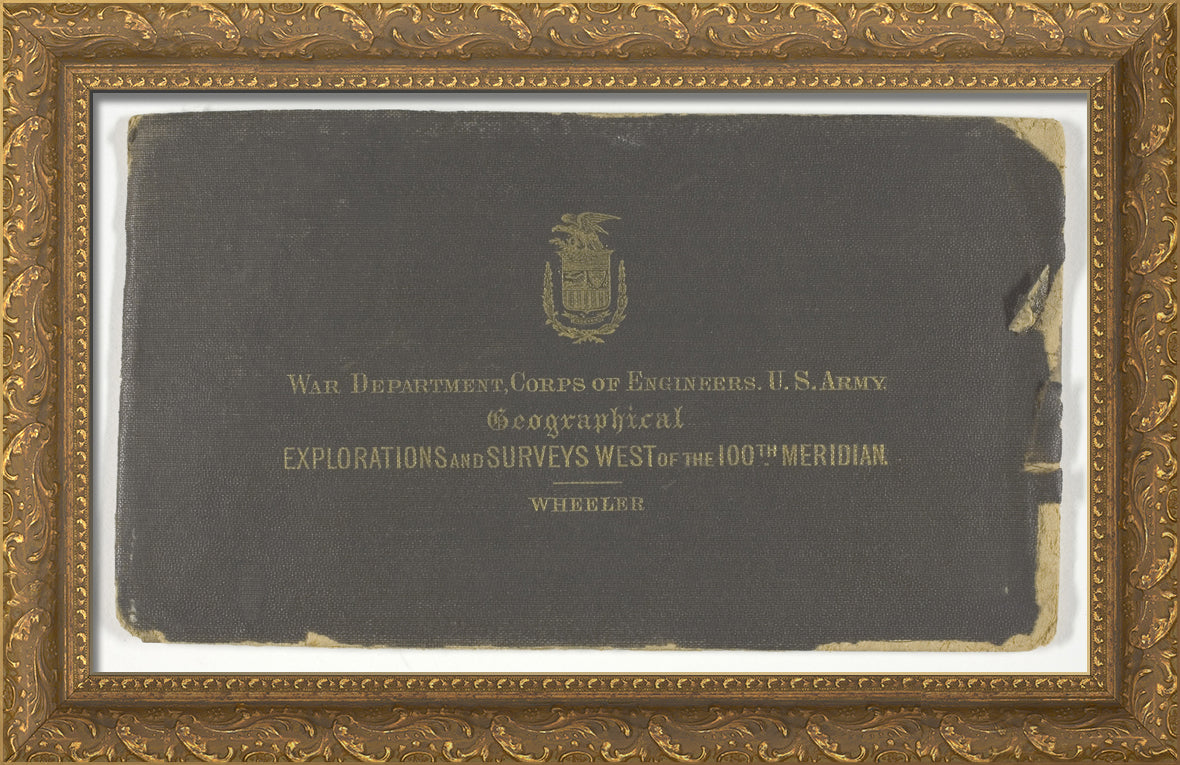 WAR DEPARTMENT, CORPS OF ENGINEERS. U.S. ARMY.
Geographical
EXPLORATIONS AND SURVEYS WEST OF THE 100TH MERIDIAN.
WHEELER